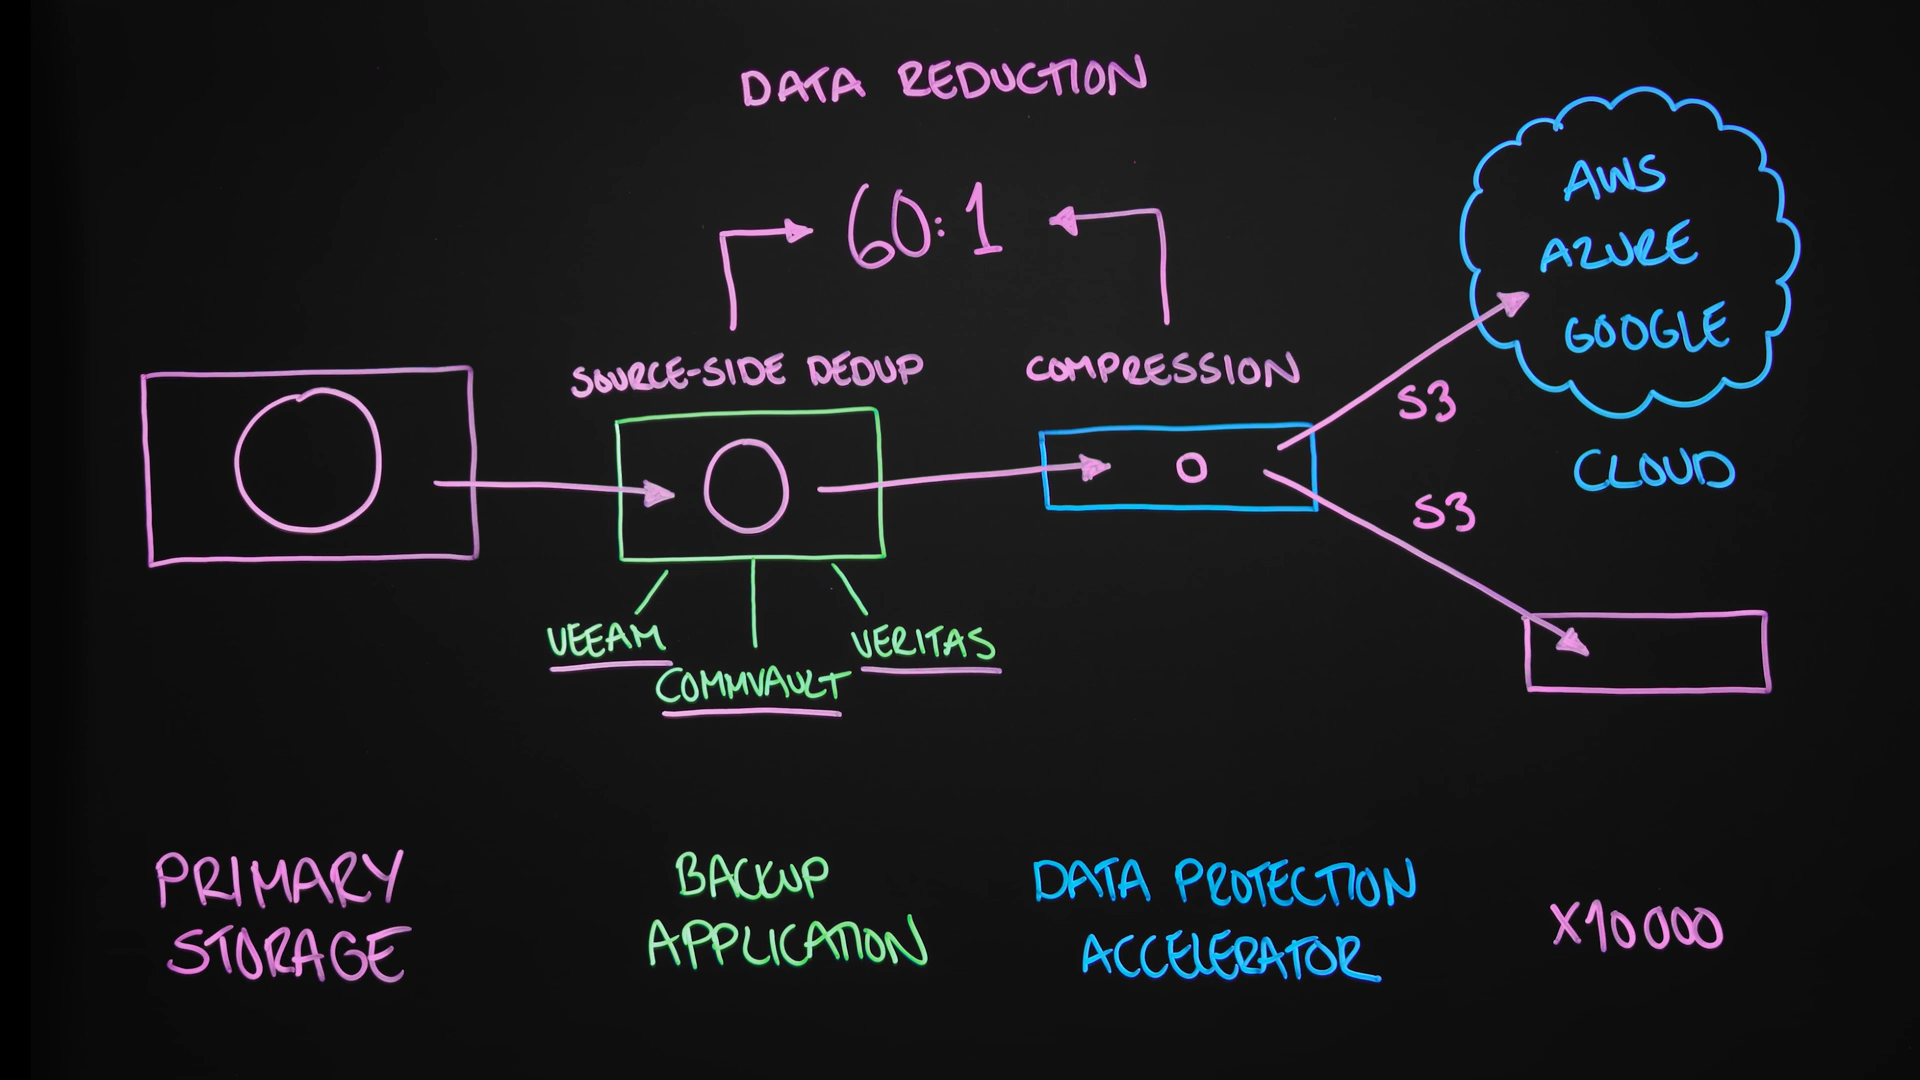 DATA REDUCTION
60:1
SOURCE-SIDE DEDUP
COMPRESSION
AWS
AZURE
GOOGLE
CLOUD
S3
S3
VEEAM
COMMVAULT
VERITAS
PRIMARY
STORAGE
BACKUP
APPLICATION
DATA PROTECTION
ACCELERATOR
X10000